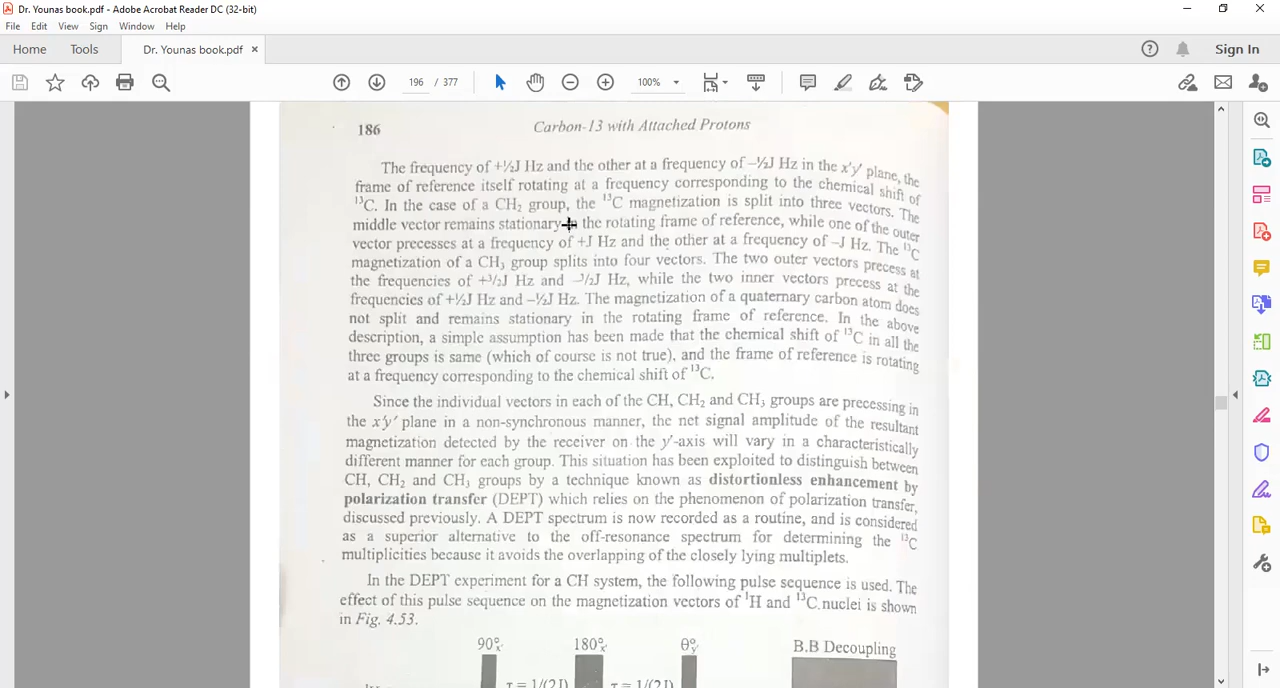 Dr. Younas book.pdf - Adobe Acrobat Reader DC (32-bit)
File Edit View Sign Window Help
Home Tools Dr. Younas book.pdf × Sign In
196 / 377 100%
186 Carbon-13 with Attached Protons
The frequency of +½J Hz and the other at a frequency of –½J Hz in the x'y' plane, the
frame of reference itself rotating at a frequency corresponding to the chemical shift of
¹³C. In the case of a CH₂ group, the ¹³C magnetization is split into three vectors. The
middle vector remains stationary the rotating frame of reference, while one of the outer
vector precesses at a frequency of +J Hz and the other at a frequency of –J Hz. The ¹³C
magnetization of a CH₃ group splits into four vectors. The two outer vectors precess at
the frequencies of +³⁄₂J Hz and –³⁄₂J Hz, while the two inner vectors precess at the
frequencies of +½J Hz and –½J Hz. The magnetization of a quaternary carbon atom does
not split and remains stationary in the rotating frame of reference. In the above
description, a simple assumption has been made that the chemical shift of ¹³C in all the
three groups is same (which of course is not true), and the frame of reference is rotating
at a frequency corresponding to the chemical shift of ¹³C.
Since the individual vectors in each of the CH, CH₂ and CH₃ groups are precessing in
the x'y' plane in a non-synchronous manner, the net signal amplitude of the resultant
magnetization detected by the receiver on the y'-axis will vary in a characteristically
different manner for each group. This situation has been exploited to distinguish between
CH, CH₂ and CH₃ groups by a technique known as distortionless enhancement by
polarization transfer (DEPT) which relies on the phenomenon of polarization transfer,
discussed previously. A DEPT spectrum is now recorded as a routine, and is considered
as a superior alternative to the off-resonance spectrum for determining the ¹³C
multiplicities because it avoids the overlapping of the closely lying multiplets.
In the DEPT experiment for a CH system, the following pulse sequence is used. The
effect of this pulse sequence on the magnetization vectors of ¹H and ¹³C nuclei is shown
in Fig. 4.53.
90°x' 180°x' θ°y' B.B Decoupling
τ = 1/(2J) τ = 1/(2J)